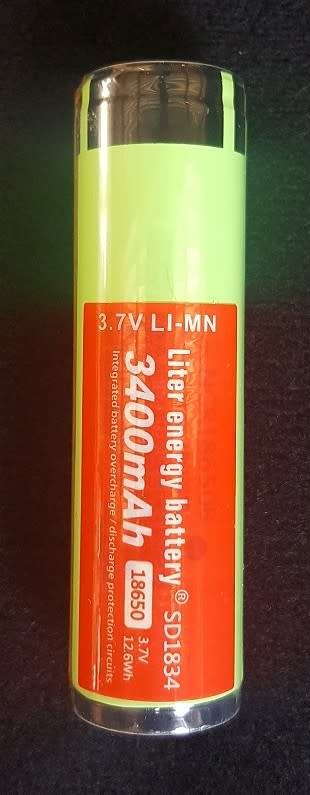 3.7V LI-MN
Liter energy battery® SD1834
3400mAh 18650 3.7V
12.6Wh
Integrated battery overcharge / discharge protection circuits